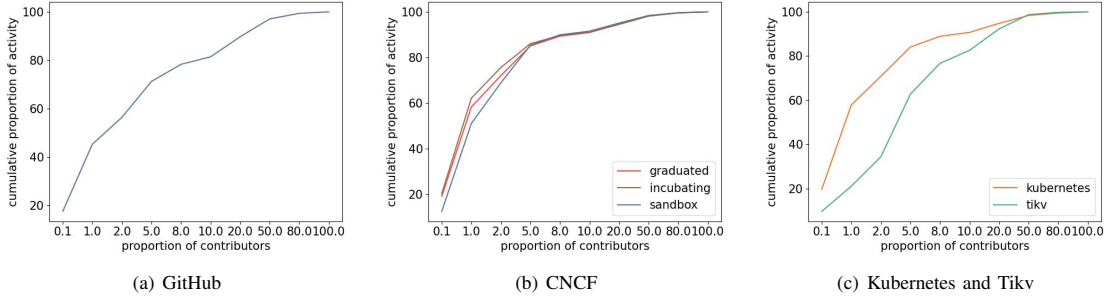 cumulative proportion of activity
100
80
60
40
20
0.1 1.0 2.0 5.0 8.0 10.0 20.0 50.0 80.0100.0
proportion of contributors
(a) GitHub
cumulative proportion of activity
100
80
60
40
20
graduated
incubating
sandbox
0.1 1.0 2.0 5.0 8.0 10.0 20.0 50.0 80.0100.0
proportion of contributors
(b) CNCF
cumulative proportion of activity
100
80
60
40
20
kubernetes
tikv
0.1 1.0 2.0 5.0 8.0 10.0 20.0 50.0 80.0100.0
proportion of contributors
(c) Kubernetes and Tikv